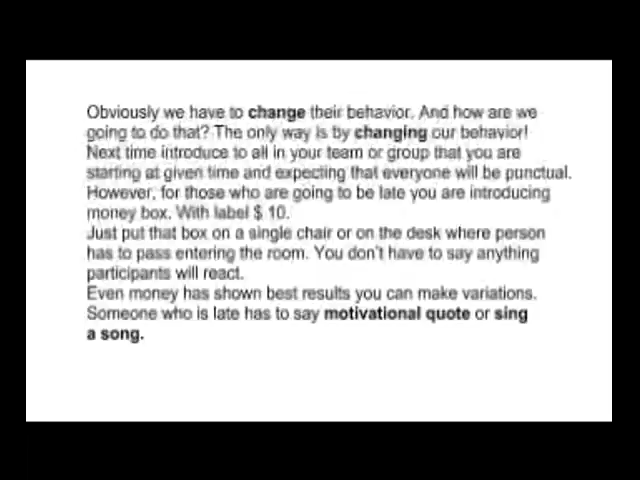 Obviously we have to change their behavior. And how are we
going to do that? The only way is by changing our behavior!
Next time introduce to all in your team or group that you are
starting at given time and expecting that everyone will be punctual.
However, for those who are going to be late you are introducing
money box. With label $ 10.
Just put that box on a single chair or on the desk where person
has to pass entering the room. You don't have to say anything
participants will react.
Even money has shown best results you can make variations.
Someone who is late has to say motivational quote or sing
a song.